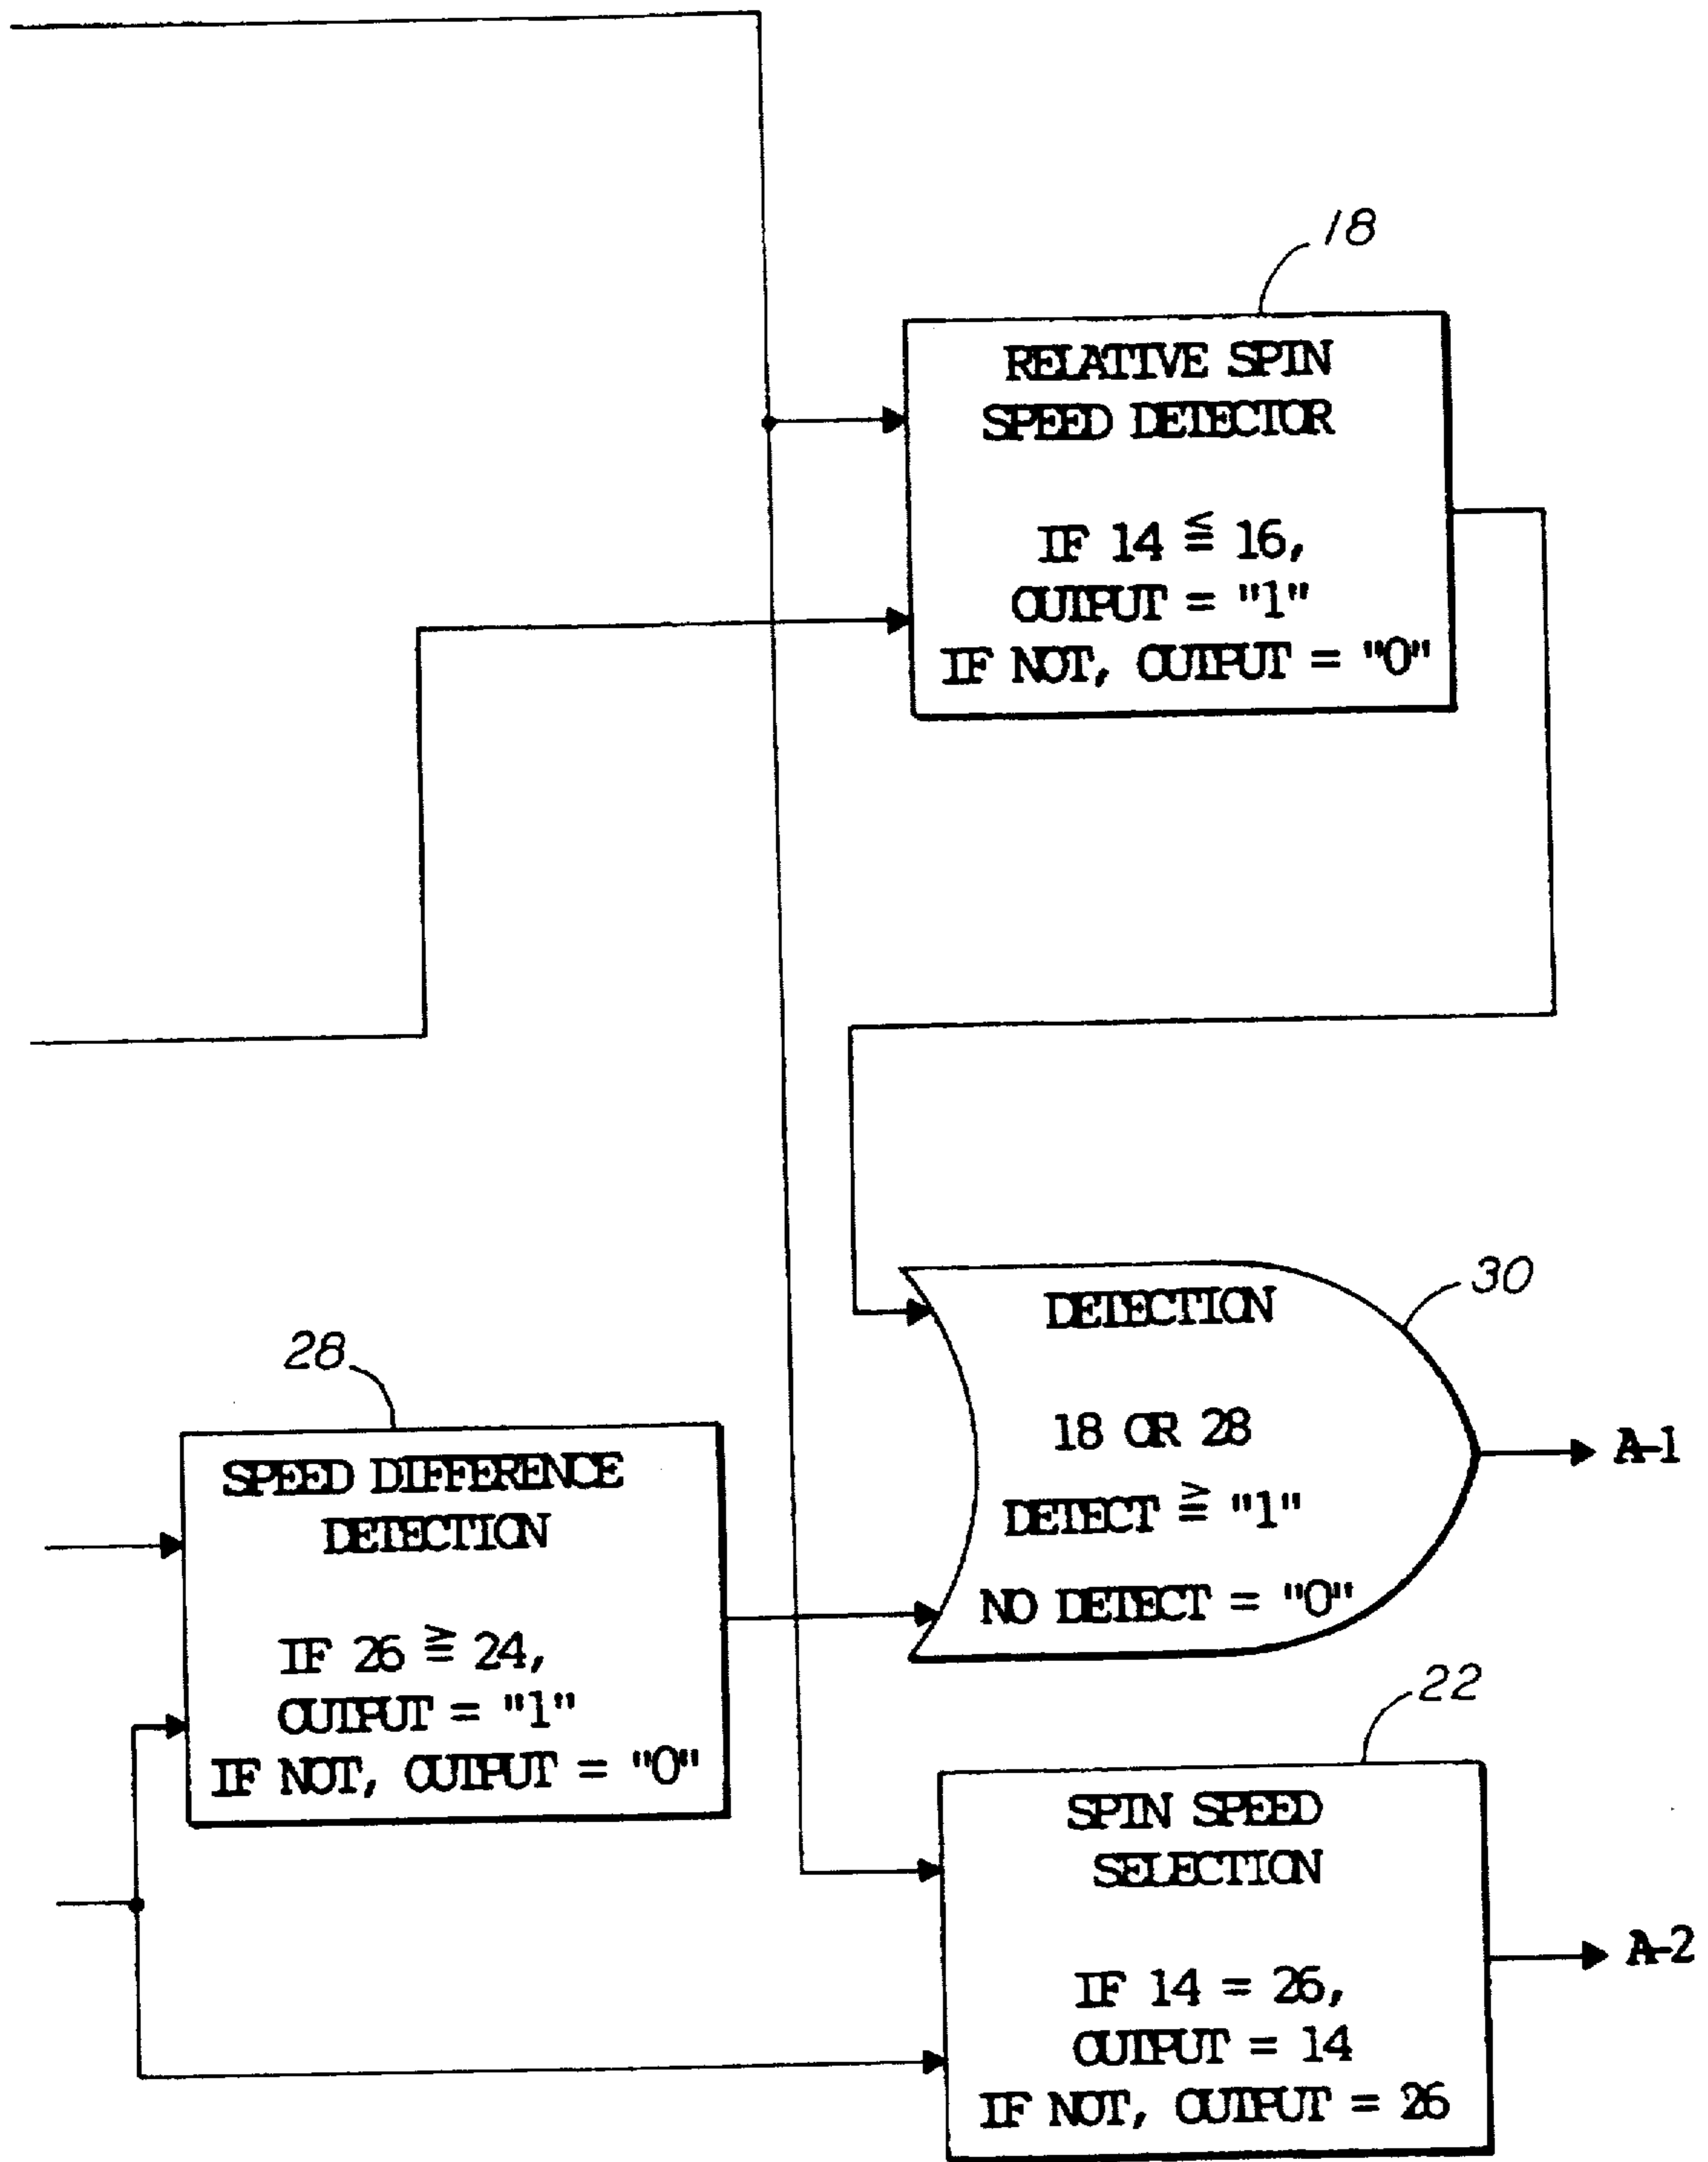 18
RELATIVE SPIN
SPEED DETECTOR
IF 14 ≦ 16,
OUTPUT = "1"
IF NOT, OUTPUT = "0"
30
DETECTION
18 OR 28
DETECT ≧ "1"
NO DETECT = "0"
A-1
28
SPEED DIFFERENCE
DETECTION
IF 26 ≧ 24,
OUTPUT = "1"
IF NOT, OUTPUT = "0"
22
SPIN SPEED
SELECTION
IF 14 = 26,
OUTPUT = 14
IF NOT, OUTPUT = 26
A-2